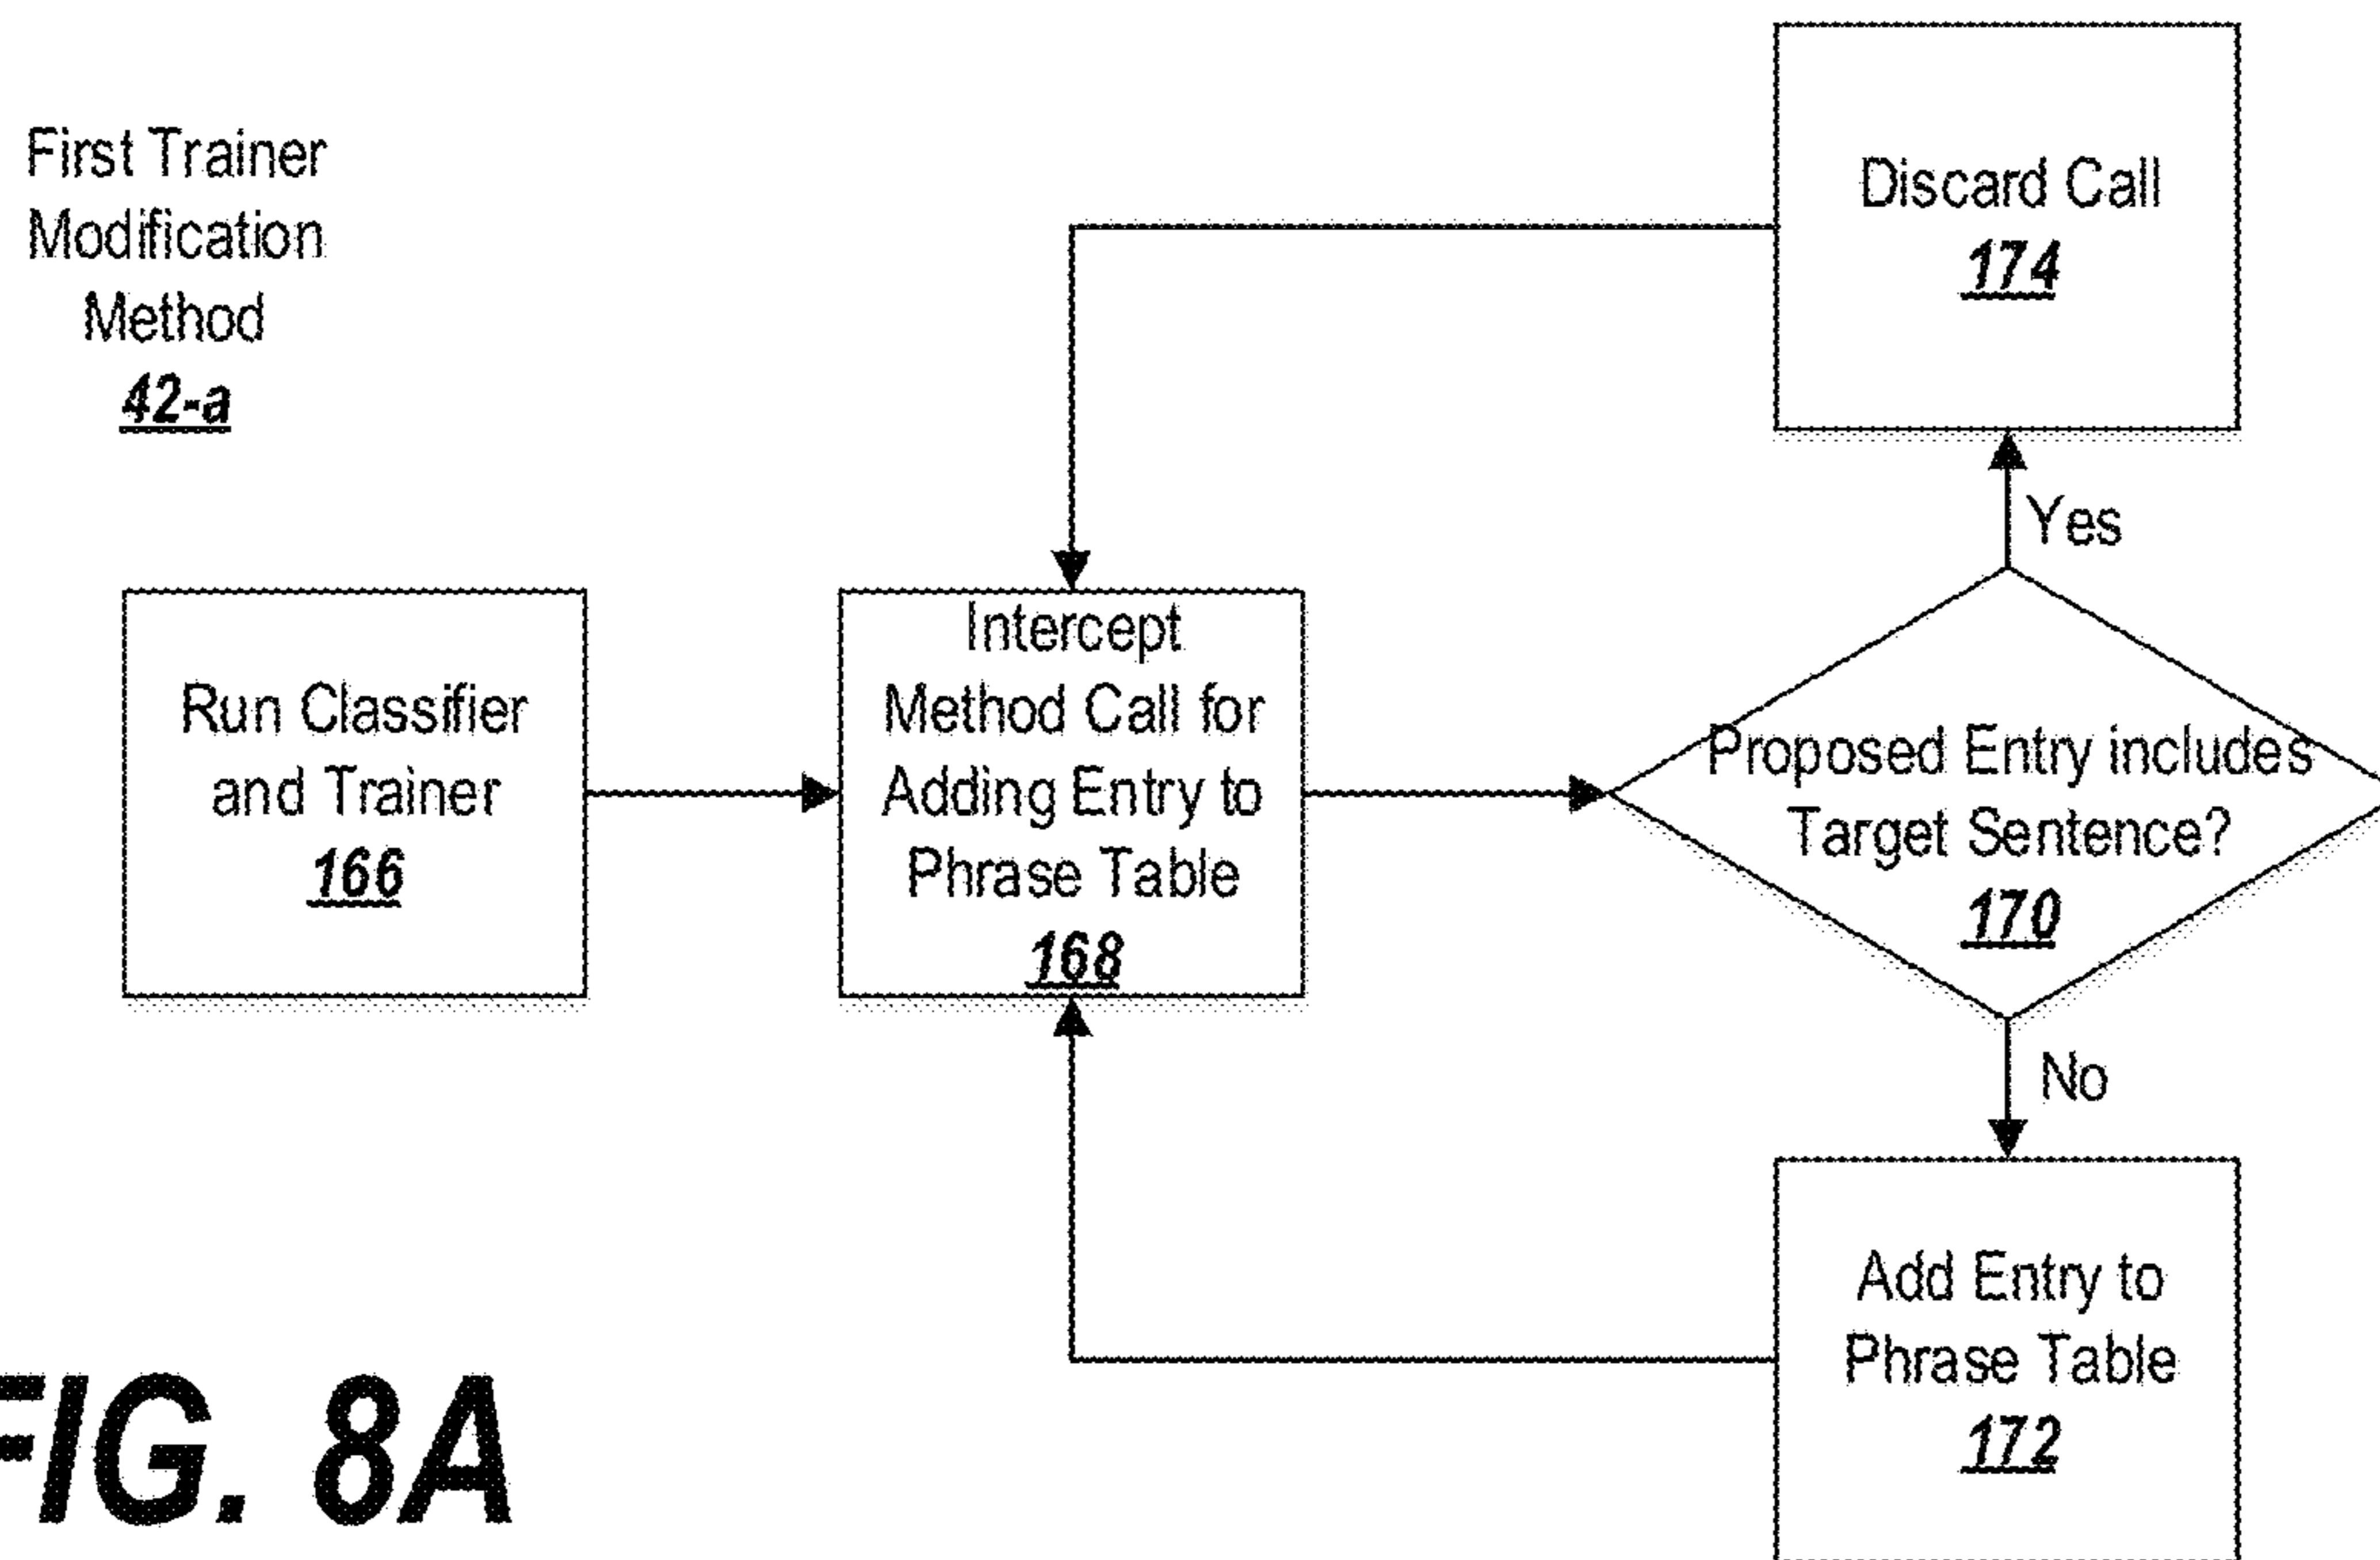 First Trainer
Modification
Method
42-a
Discard Call
174
Yes
Run Classifier
and Trainer
166
Intercept
Method Call for
Adding Entry to
Phrase Table
168
Proposed Entry includes
Target Sentence?
170
No
Add Entry to
Phrase Table
172
FIG. 8A